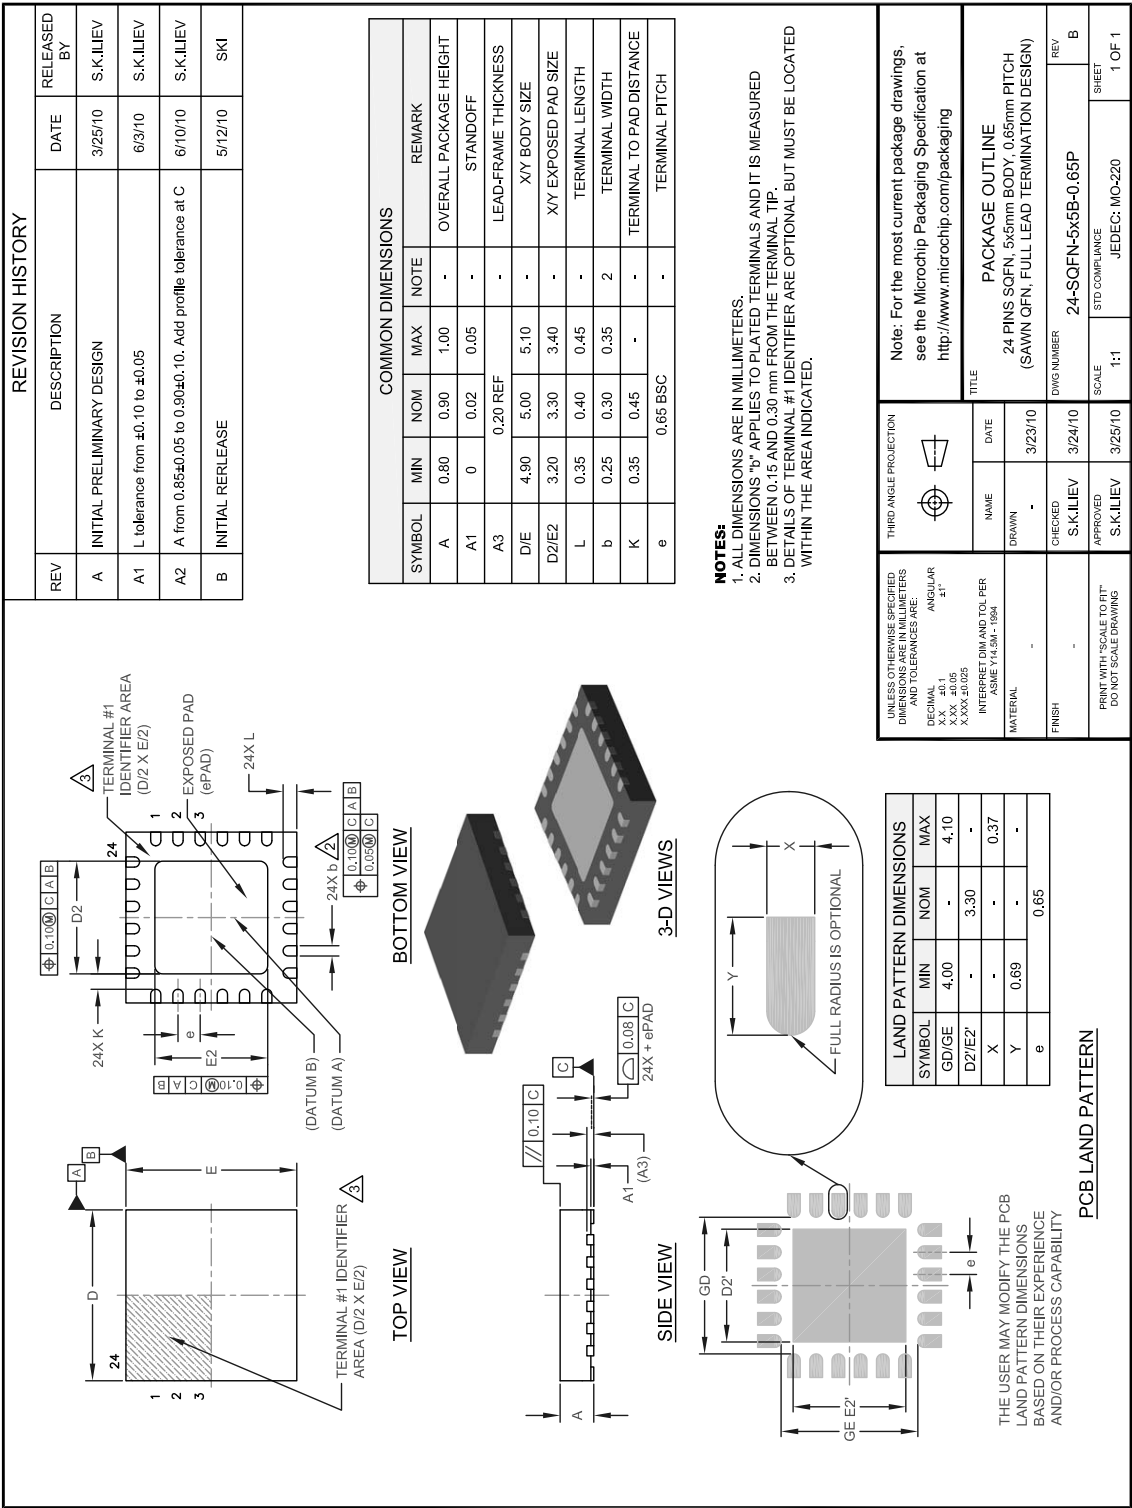 REVISION HISTORY
REV DESCRIPTION DATE RELEASED BY
A INITIAL PRELIMINARY DESIGN 3/25/10 S.K.ILIEV
A1 L tolerance from ±0.10 to ±0.05 6/3/10 S.K.ILIEV
A2 A from 0.85±0.05 to 0.90±0.10. Add profile tolerance at C 6/10/10 S.K.ILIEV
B INITIAL RERLEASE 5/12/10 SKI
A
B
D
E
24
1
2
3
TERMINAL #1 IDENTIFIER
AREA (D/2 X E/2)
3
TOP VIEW
0.10 M C A B
D2
24X K
e
E2
0.10 M C A B
24
1
2
3
3
TERMINAL #1
IDENTIFIER AREA
(D/2 X E/2)
EXPOSED PAD
(ePAD)
24X L
(DATUM B)
(DATUM A)
24X b
2
0.10 M C A B
0.05 M C
BOTTOM VIEW
COMMON DIMENSIONS
SYMBOL MIN NOM MAX NOTE REMARK
A 0.80 0.90 1.00 - OVERALL PACKAGE HEIGHT
A1 0 0.02 0.05 - STANDOFF
A3 0.20 REF - LEAD-FRAME THICKNESS
D/E 4.90 5.00 5.10 - X/Y BODY SIZE
D2/E2 3.20 3.30 3.40 - X/Y EXPOSED PAD SIZE
L 0.35 0.40 0.45 - TERMINAL LENGTH
b 0.25 0.30 0.35 2 TERMINAL WIDTH
K 0.35 0.45 - - TERMINAL TO PAD DISTANCE
e 0.65 BSC - TERMINAL PITCH
A
// 0.10 C
A1
(A3)
C
0.08 C
24X + ePAD
SIDE VIEW
3-D VIEWS
NOTES:
1. ALL DIMENSIONS ARE IN MILLIMETERS.
2. DIMENSIONS "b" APPLIES TO PLATED TERMINALS AND IT IS MEASURED
BETWEEN 0.15 AND 0.30 mm FROM THE TERMINAL TIP.
3. DETAILS OF TERMINAL #1 IDENTIFIER ARE OPTIONAL BUT MUST BE LOCATED
WITHIN THE AREA INDICATED.
GD
D2'
GE E2'
e
Y
X
FULL RADIUS IS OPTIONAL
THE USER MAY MODIFY THE PCB
LAND PATTERN DIMENSIONS
BASED ON THEIR EXPERIENCE
AND/OR PROCESS CAPABILITY
LAND PATTERN DIMENSIONS
SYMBOL MIN NOM MAX
GD/GE 4.00 - 4.10
D2'/E2' - 3.30 -
X - - 0.37
Y 0.69 - -
e 0.65
PCB LAND PATTERN
UNLESS OTHERWISE SPECIFIED
DIMENSIONS ARE IN MILLIMETERS
AND TOLERANCES ARE:
DECIMAL ANGULAR
X.X ±0.1 ±1°
X.XX ±0.05
X.XXX ±0.025
INTERPRET DIM AND TOL PER
ASME Y14.5M - 1994
MATERIAL
-
FINISH
-
PRINT WITH "SCALE TO FIT"
DO NOT SCALE DRAWING
THIRD ANGLE PROJECTION
NAME DATE
DRAWN
- 3/23/10
CHECKED
S.K.ILIEV 3/24/10
APPROVED
S.K.ILIEV 3/25/10
Note: For the most current package drawings,
see the Microchip Packaging Specification at
http://www.microchip.com/packaging
TITLE
PACKAGE OUTLINE
24 PINS SQFN, 5x5mm BODY, 0.65mm PITCH
(SAWN QFN, FULL LEAD TERMINATION DESIGN)
DWG NUMBER
24-SQFN-5x5B-0.65P
REV
B
SCALE
1:1
STD COMPLIANCE
JEDEC: MO-220
SHEET
1 OF 1